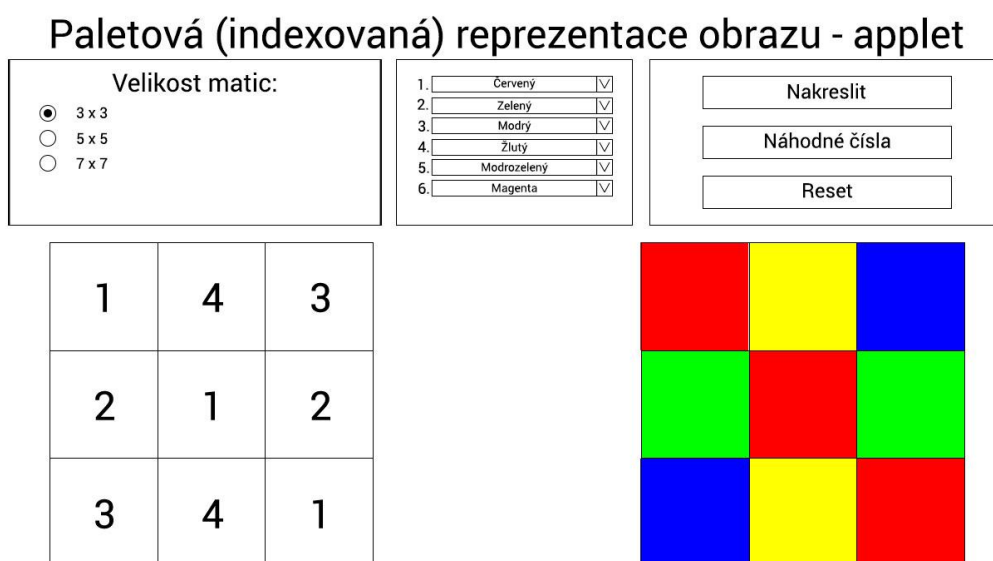 Paletová (indexovaná) reprezentace obrazu - applet
Velikost matic:
3 x 3
5 x 5
7 x 7
1. Červený
2. Zelený
3. Modrý
4. Žlutý
5. Modrozelený
6. Magenta
Nakreslit
Náhodné čísla
Reset
1 4 3
2 1 2
3 4 1